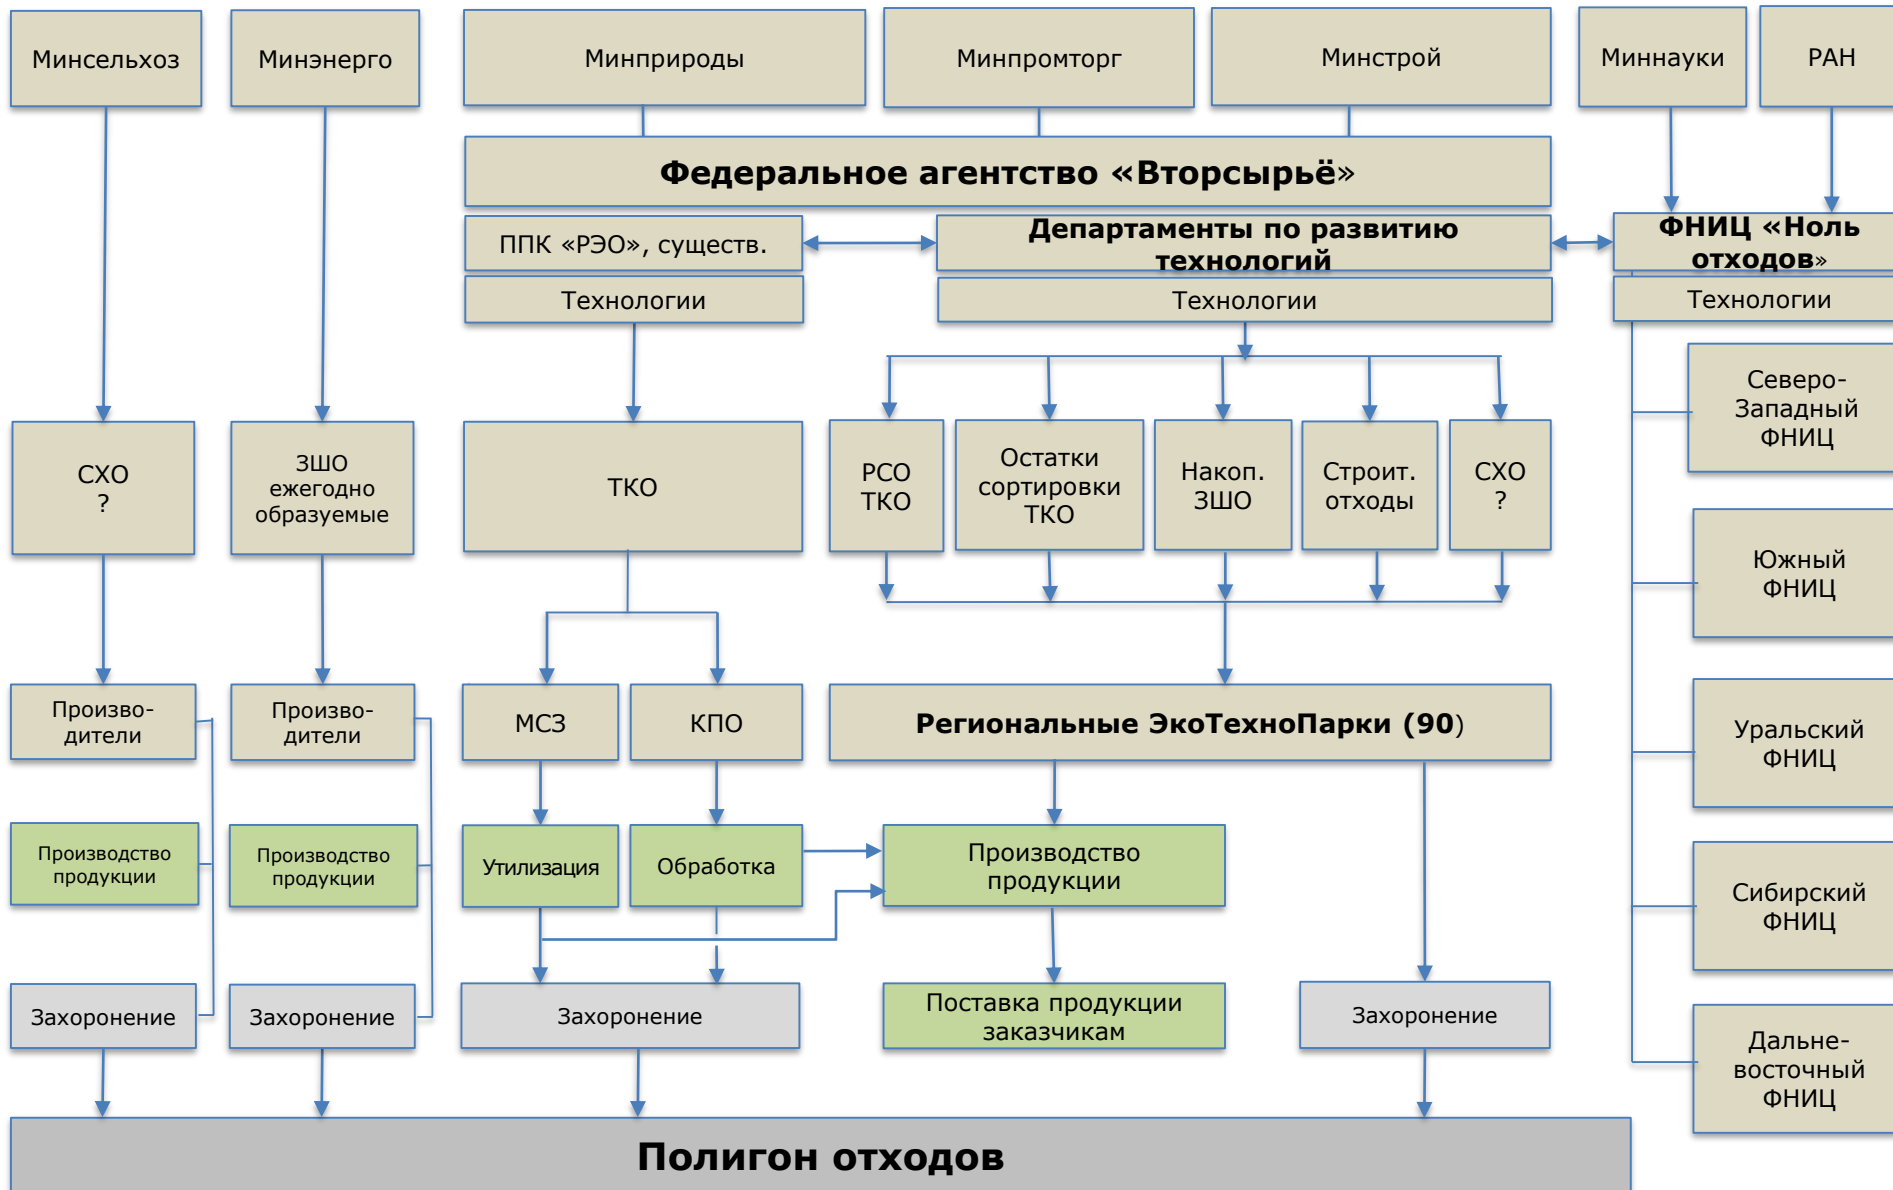 Минсельхоз
Минэнерго
Минприроды
Минпромторг
Минстрой
Миннауки
РАН
Федеральное агентство «Вторсырьё»
ППК «РЭО», существ.
Департаменты по развитию
технологий
ФНИЦ «Ноль
отходов»
Технологии
Технологии
Технологии
СХО
?
ЗШО
ежегодно
образуемые
ТКО
РСО
ТКО
Остатки
сортировки
ТКО
Накоп.
ЗШО
Строит.
отходы
СХО
?
Северо-
Западный
ФНИЦ
Южный
ФНИЦ
Уральский
ФНИЦ
Сибирский
ФНИЦ
Дальне-
восточный
ФНИЦ
Произво-
дители
Произво-
дители
МСЗ
КПО
Региональные ЭкоТехноПарки (90)
Производство
продукции
Производство
продукции
Утилизация
Обработка
Производство
продукции
Захоронение
Захоронение
Захоронение
Поставка продукции
заказчикам
Захоронение
Полигон отходов